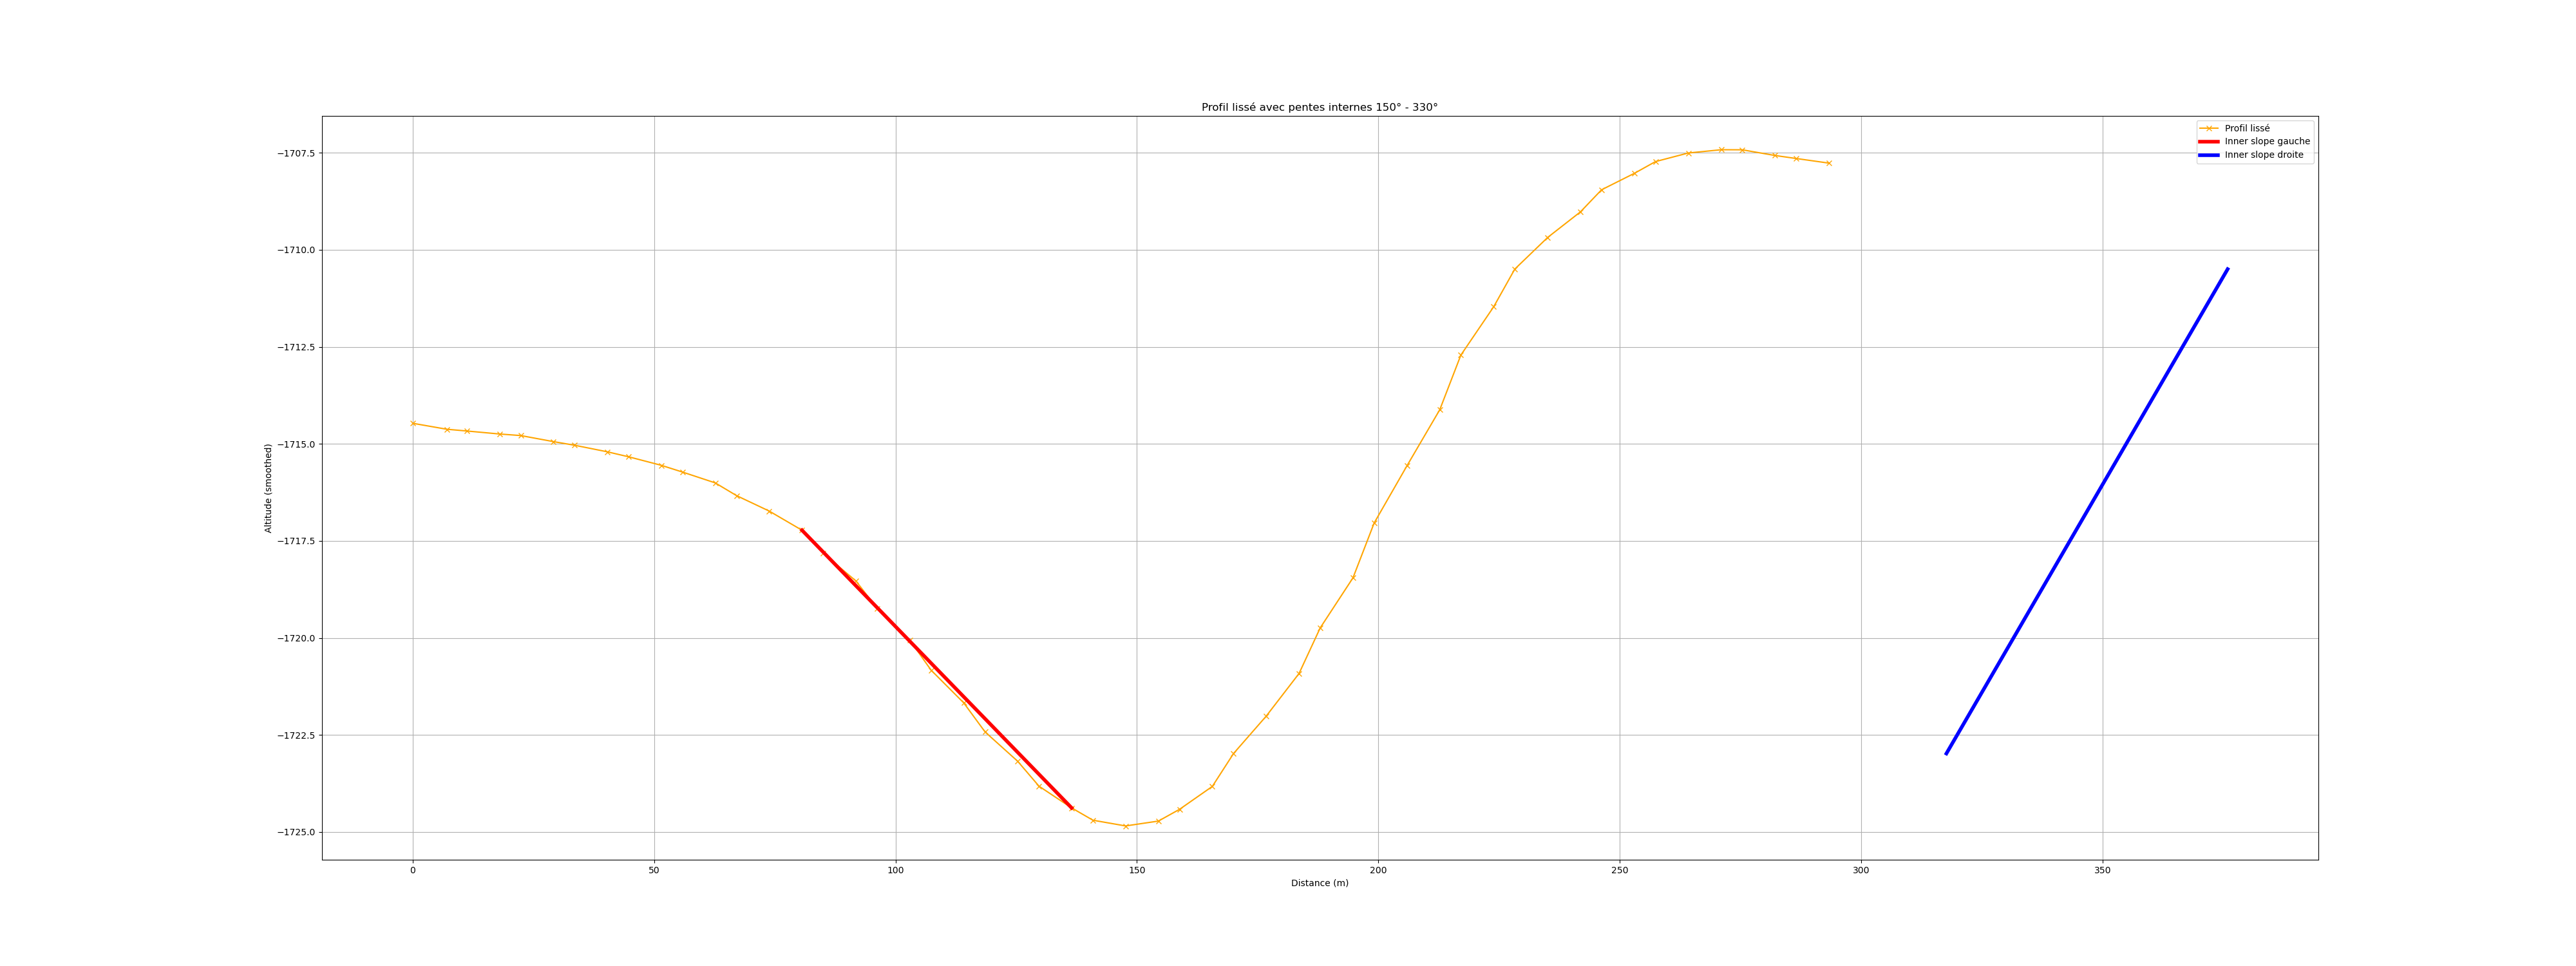 Profil lissé avec pentes internes 150° - 330°
Profil lissé
Inner slope gauche
Inner slope droite
Altitude (smoothed)
−1707.5
−1710.0
−1712.5
−1715.0
−1717.5
−1720.0
−1722.5
−1725.0
0 50 100 150 200 250 300 350
Distance (m)